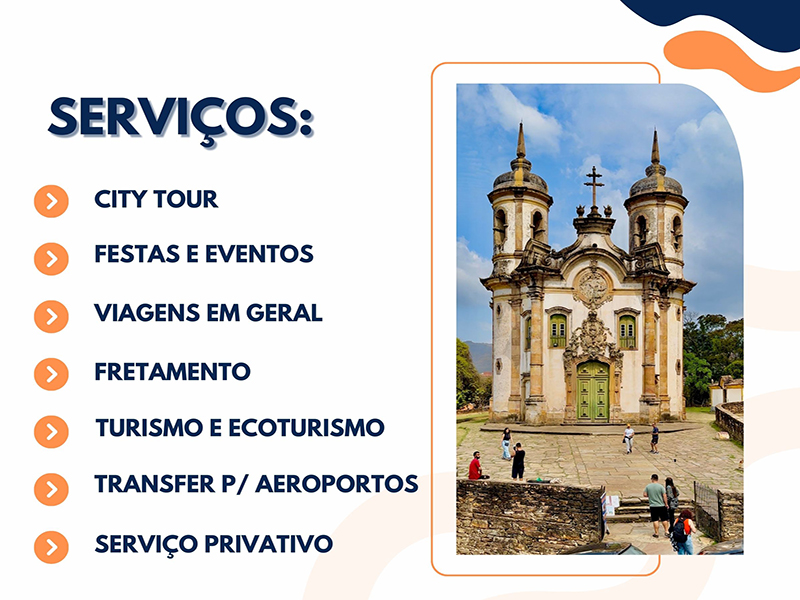 SERVIÇOS:
CITY TOUR
FESTAS E EVENTOS
VIAGENS EM GERAL
FRETAMENTO
TURISMO E ECOTURISMO
TRANSFER P/ AEROPORTOS
SERVIÇO PRIVATIVO